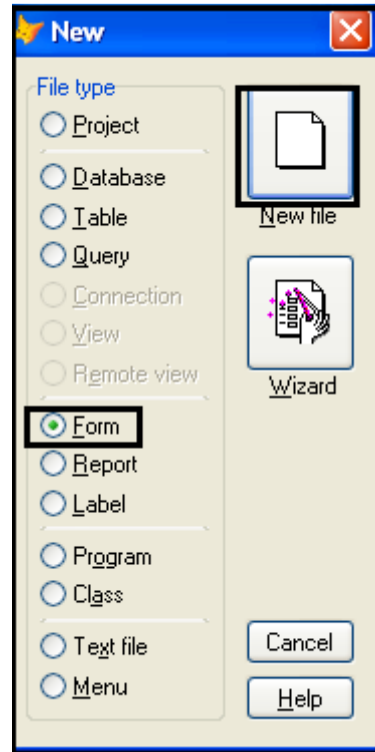 New
File type
Project
Database
Table
Query
Connection
View
Remote view
Form
Report
Label
Program
Class
Text file
Menu
New file
Wizard
Cancel
Help